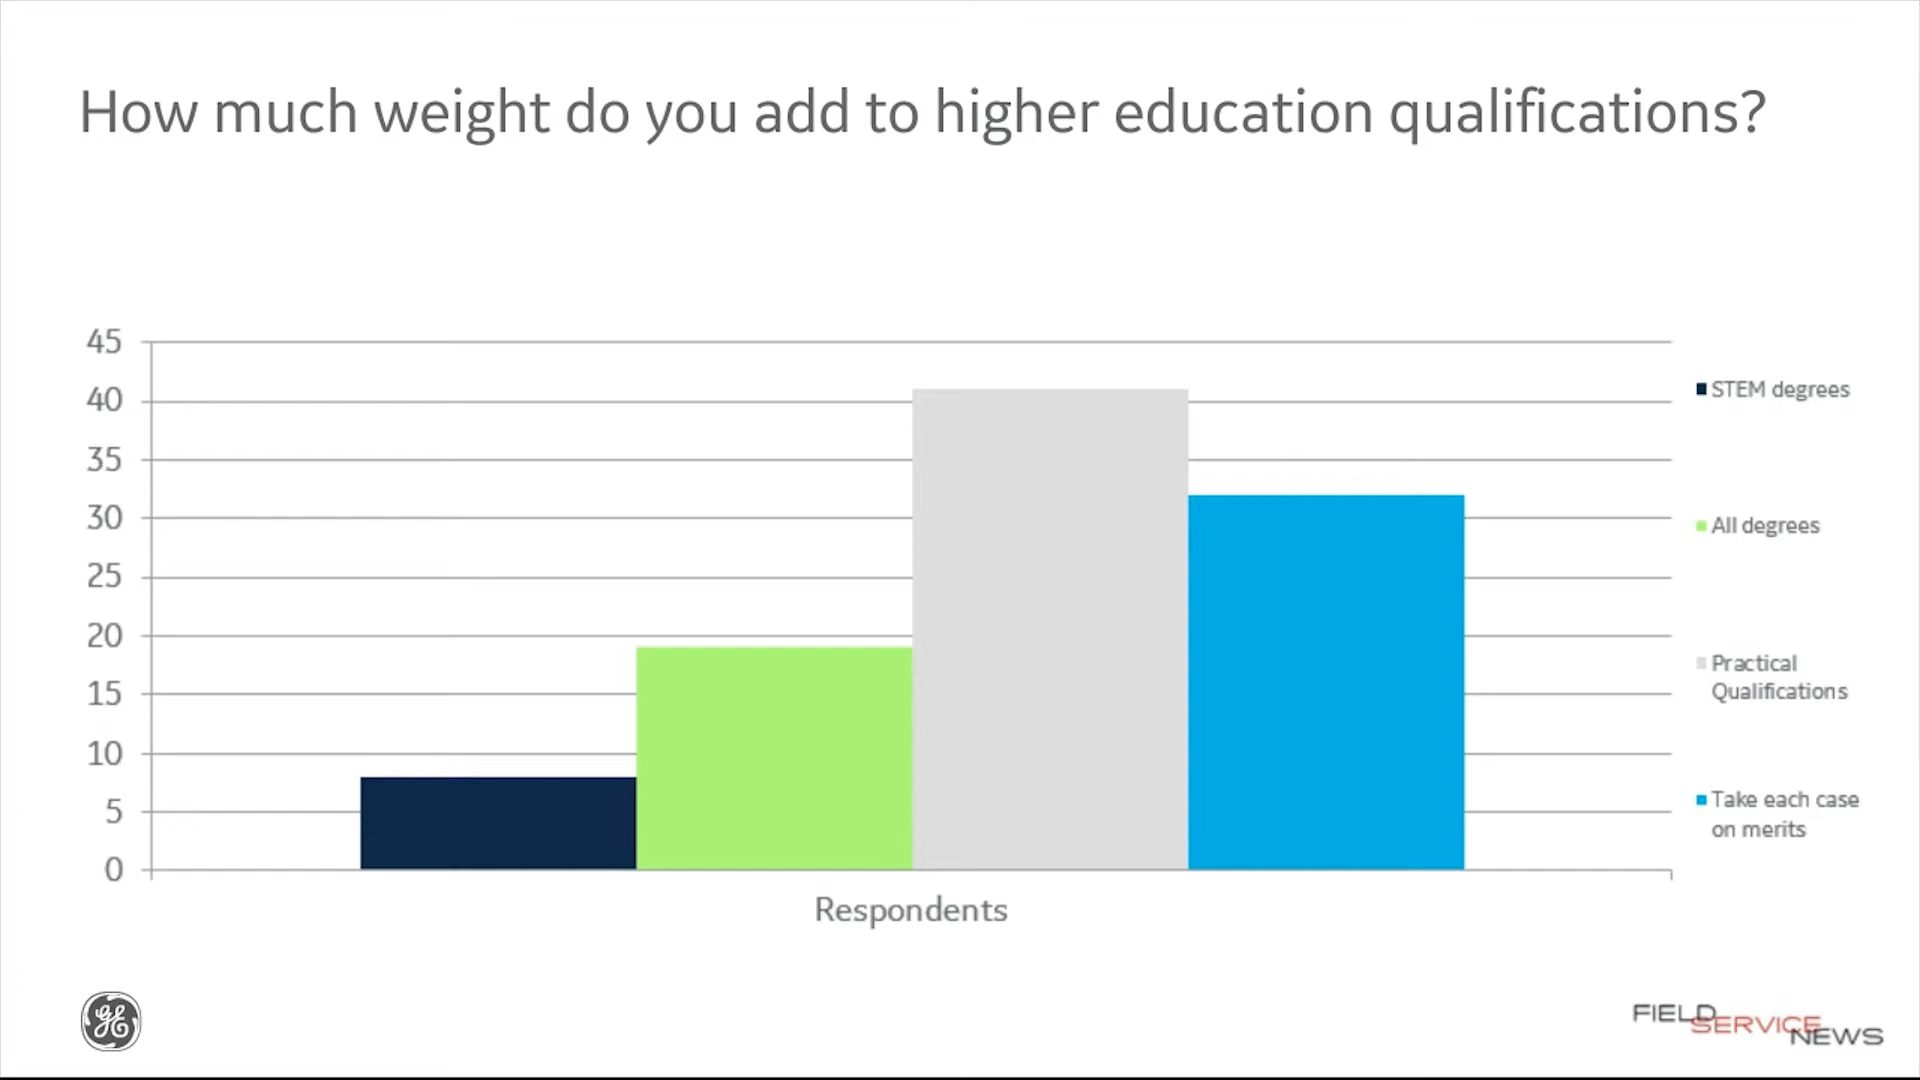 How much weight do you add to higher education qualifications?
45
40
35
30
25
20
15
10
5
0
Respondents
STEM degrees
All degrees
Practical
Qualifications
Take each case
on merits
GE
FIELD
SERVICE
NEWS